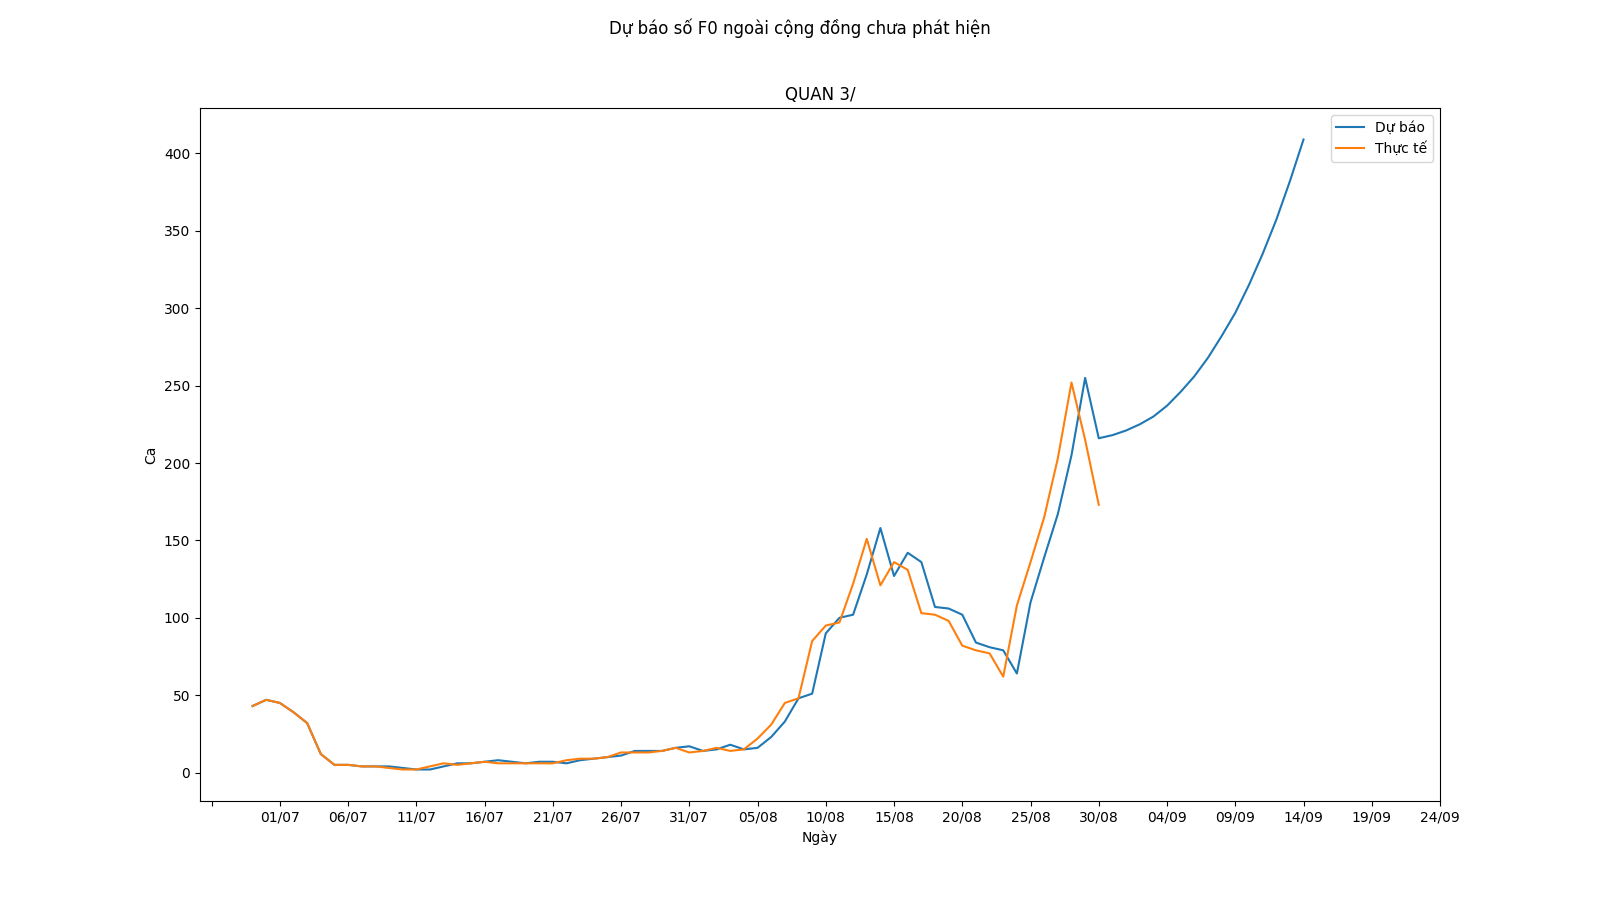 Dự báo số F0 ngoài cộng đồng chưa phát hiện
QUAN 3/
Dự báo
Thực tế
400
350
300
250
200
150
100
50
0
Ca
01/07 06/07 11/07 16/07 21/07 26/07 31/07 05/08 10/08 15/08 20/08 25/08 30/08 04/09 09/09 14/09 19/09 24/09
Ngày